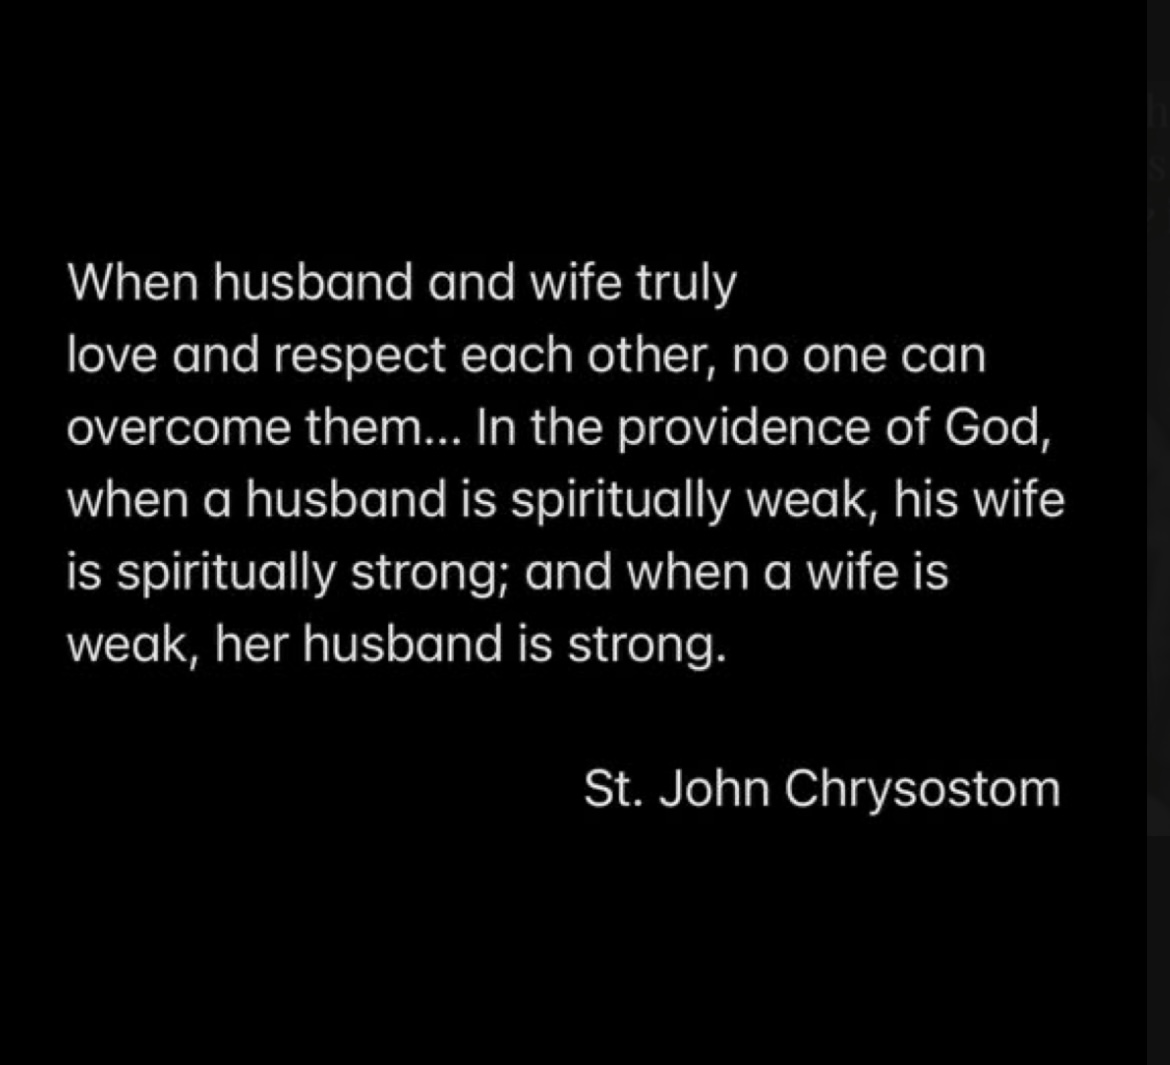 When husband and wife truly
love and respect each other, no one can
overcome them... In the providence of God,
when a husband is spiritually weak, his wife
is spiritually strong; and when a wife is
weak, her husband is strong.
St. John Chrysostom